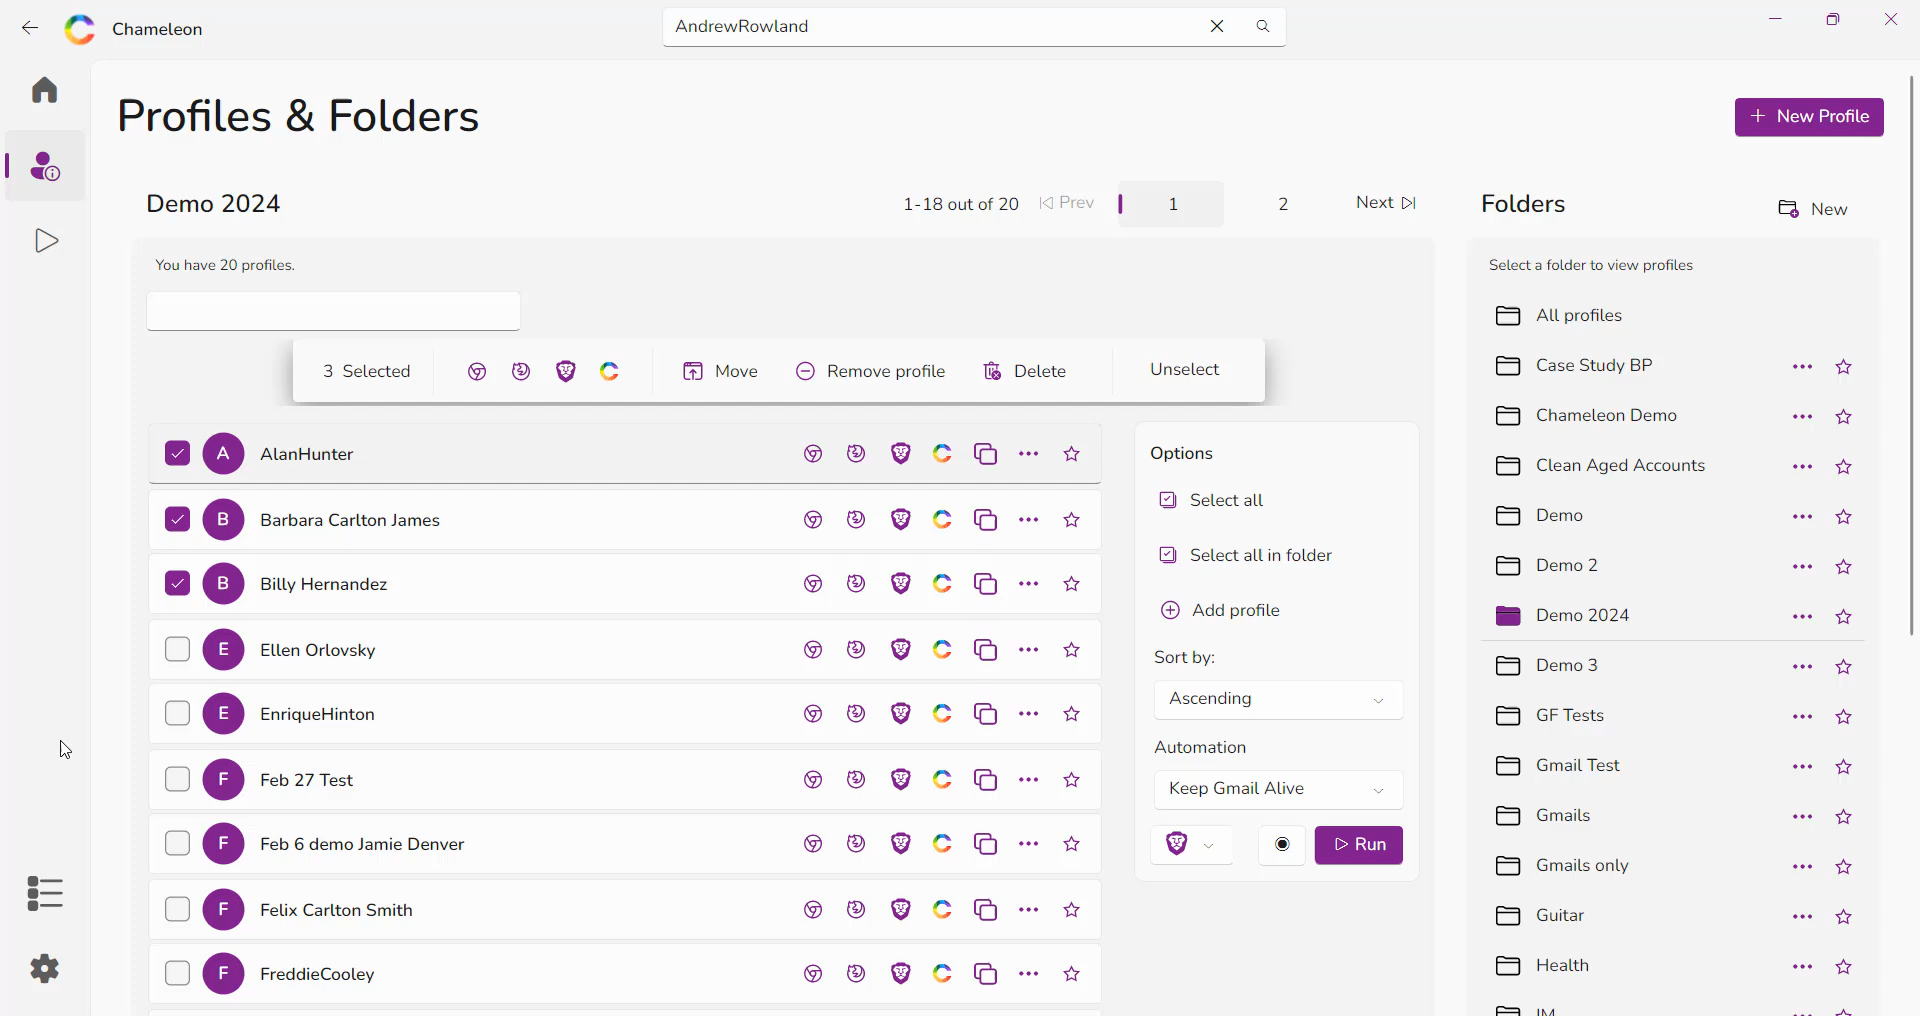 Chameleon
AndrewRowland
Profiles & Folders
+ New Profile
Demo 2024
1-18 out of 20
Prev
1
2
Next
Folders
New
You have 20 profiles.
Select a folder to view profiles
3 Selected
Move
Remove profile
Delete
Unselect
A AlanHunter
B Barbara Carlton James
B Billy Hernandez
E Ellen Orlovsky
E EnriqueHinton
F Feb 27 Test
F Feb 6 demo Jamie Denver
F Felix Carlton Smith
F FreddieCooley
Options
Select all
Select all in folder
Add profile
Sort by:
Ascending
Automation
Keep Gmail Alive
Run
All profiles
Case Study BP
Chameleon Demo
Clean Aged Accounts
Demo
Demo 2
Demo 2024
Demo 3
GF Tests
Gmail Test
Gmails
Gmails only
Guitar
Health